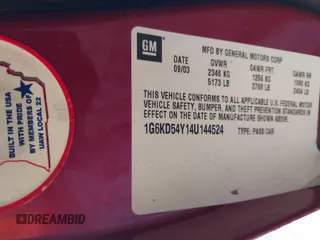 GM
MFD BY GENERAL MOTORS CORP
DATE GVWR GAWR FRT GAWR RR
09/03 2346 KG 1256 KG 1090 KG
5173 LB 2769 LB 2404 LB
THIS VEHICLE CONFORMS TO ALL APPLICABLE U.S. FEDERAL MOTOR
VEHICLE SAFETY, BUMPER, AND THEFT PREVENTION STANDARDS IN
EFFECT ON THE DATE OF MANUFACTURE SHOWN ABOVE.
1G6KD54Y14U144524 TYPE: PASS CAR
BUILT IN THE USA
WITH PRIDE
BY MEMBERS OF
UAW LOCAL 22
DREAMBID